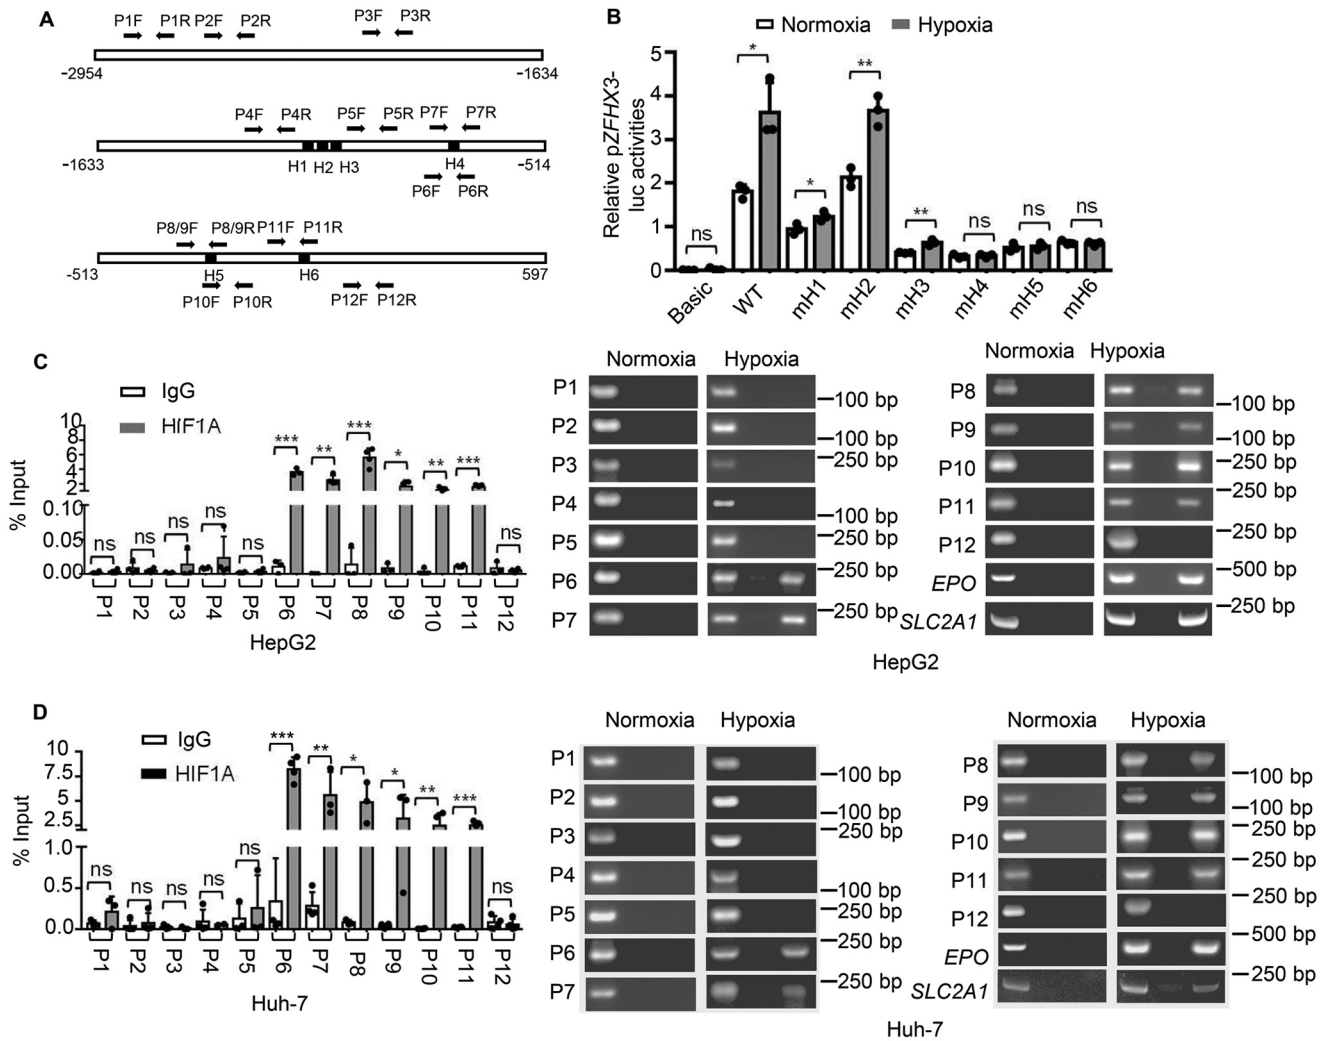 A
P1F P1R P2F P2R P3F P3R
−2954 −1634
P4F P4R P5F P5R P7F P7R
−1633 H1 H2 H3 H4 −514
P6F P6R
P8/9F P8/9R P11F P11R
-513 H5 H6 597
P10F P10R P12F P12R
B
Normoxia Hypoxia
Relative pZFHX3-
luc activities
5
4
3
2
1
0
ns * * ** ** ns ns ns
Basic WT mH1 mH2 mH3 mH4 mH5 mH6
C
IgG
HIF1A
% Input
10
8
6
4
2
0.10
0.05
0.00
ns ns ns ns ns *** ** *** * ** *** ns
P1 P2 P3 P4 P5 P6 P7 P8 P9 P10 P11 P12
HepG2
Normoxia Hypoxia
P1 −100 bp
P2 −100 bp
P3 −250 bp
P4 −100 bp
P5 −250 bp
P6 −250 bp
P7 −250 bp
Normoxia Hypoxia
P8 −100 bp
P9 −100 bp
P10 −250 bp
P11 −250 bp
P12 −250 bp
EPO −500 bp
SLC2A1 −250 bp
HepG2
D
IgG
HIF1A
% Input
10
7.5
5
2.5
1.0
0.5
0.0
ns ns ns ns ns *** ** * * ** *** ns
P1 P2 P3 P4 P5 P6 P7 P8 P9 P10 P11 P12
Huh-7
Normoxia Hypoxia
P1 −100 bp
P2 −100 bp
P3 −250 bp
P4 −100 bp
P5 −250 bp
P6 −250 bp
P7 −250 bp
Normoxia Hypoxia
P8 −100 bp
P9 −100 bp
P10 −250 bp
P11 −250 bp
P12 −250 bp
EPO −500 bp
SLC2A1 −250 bp
Huh-7